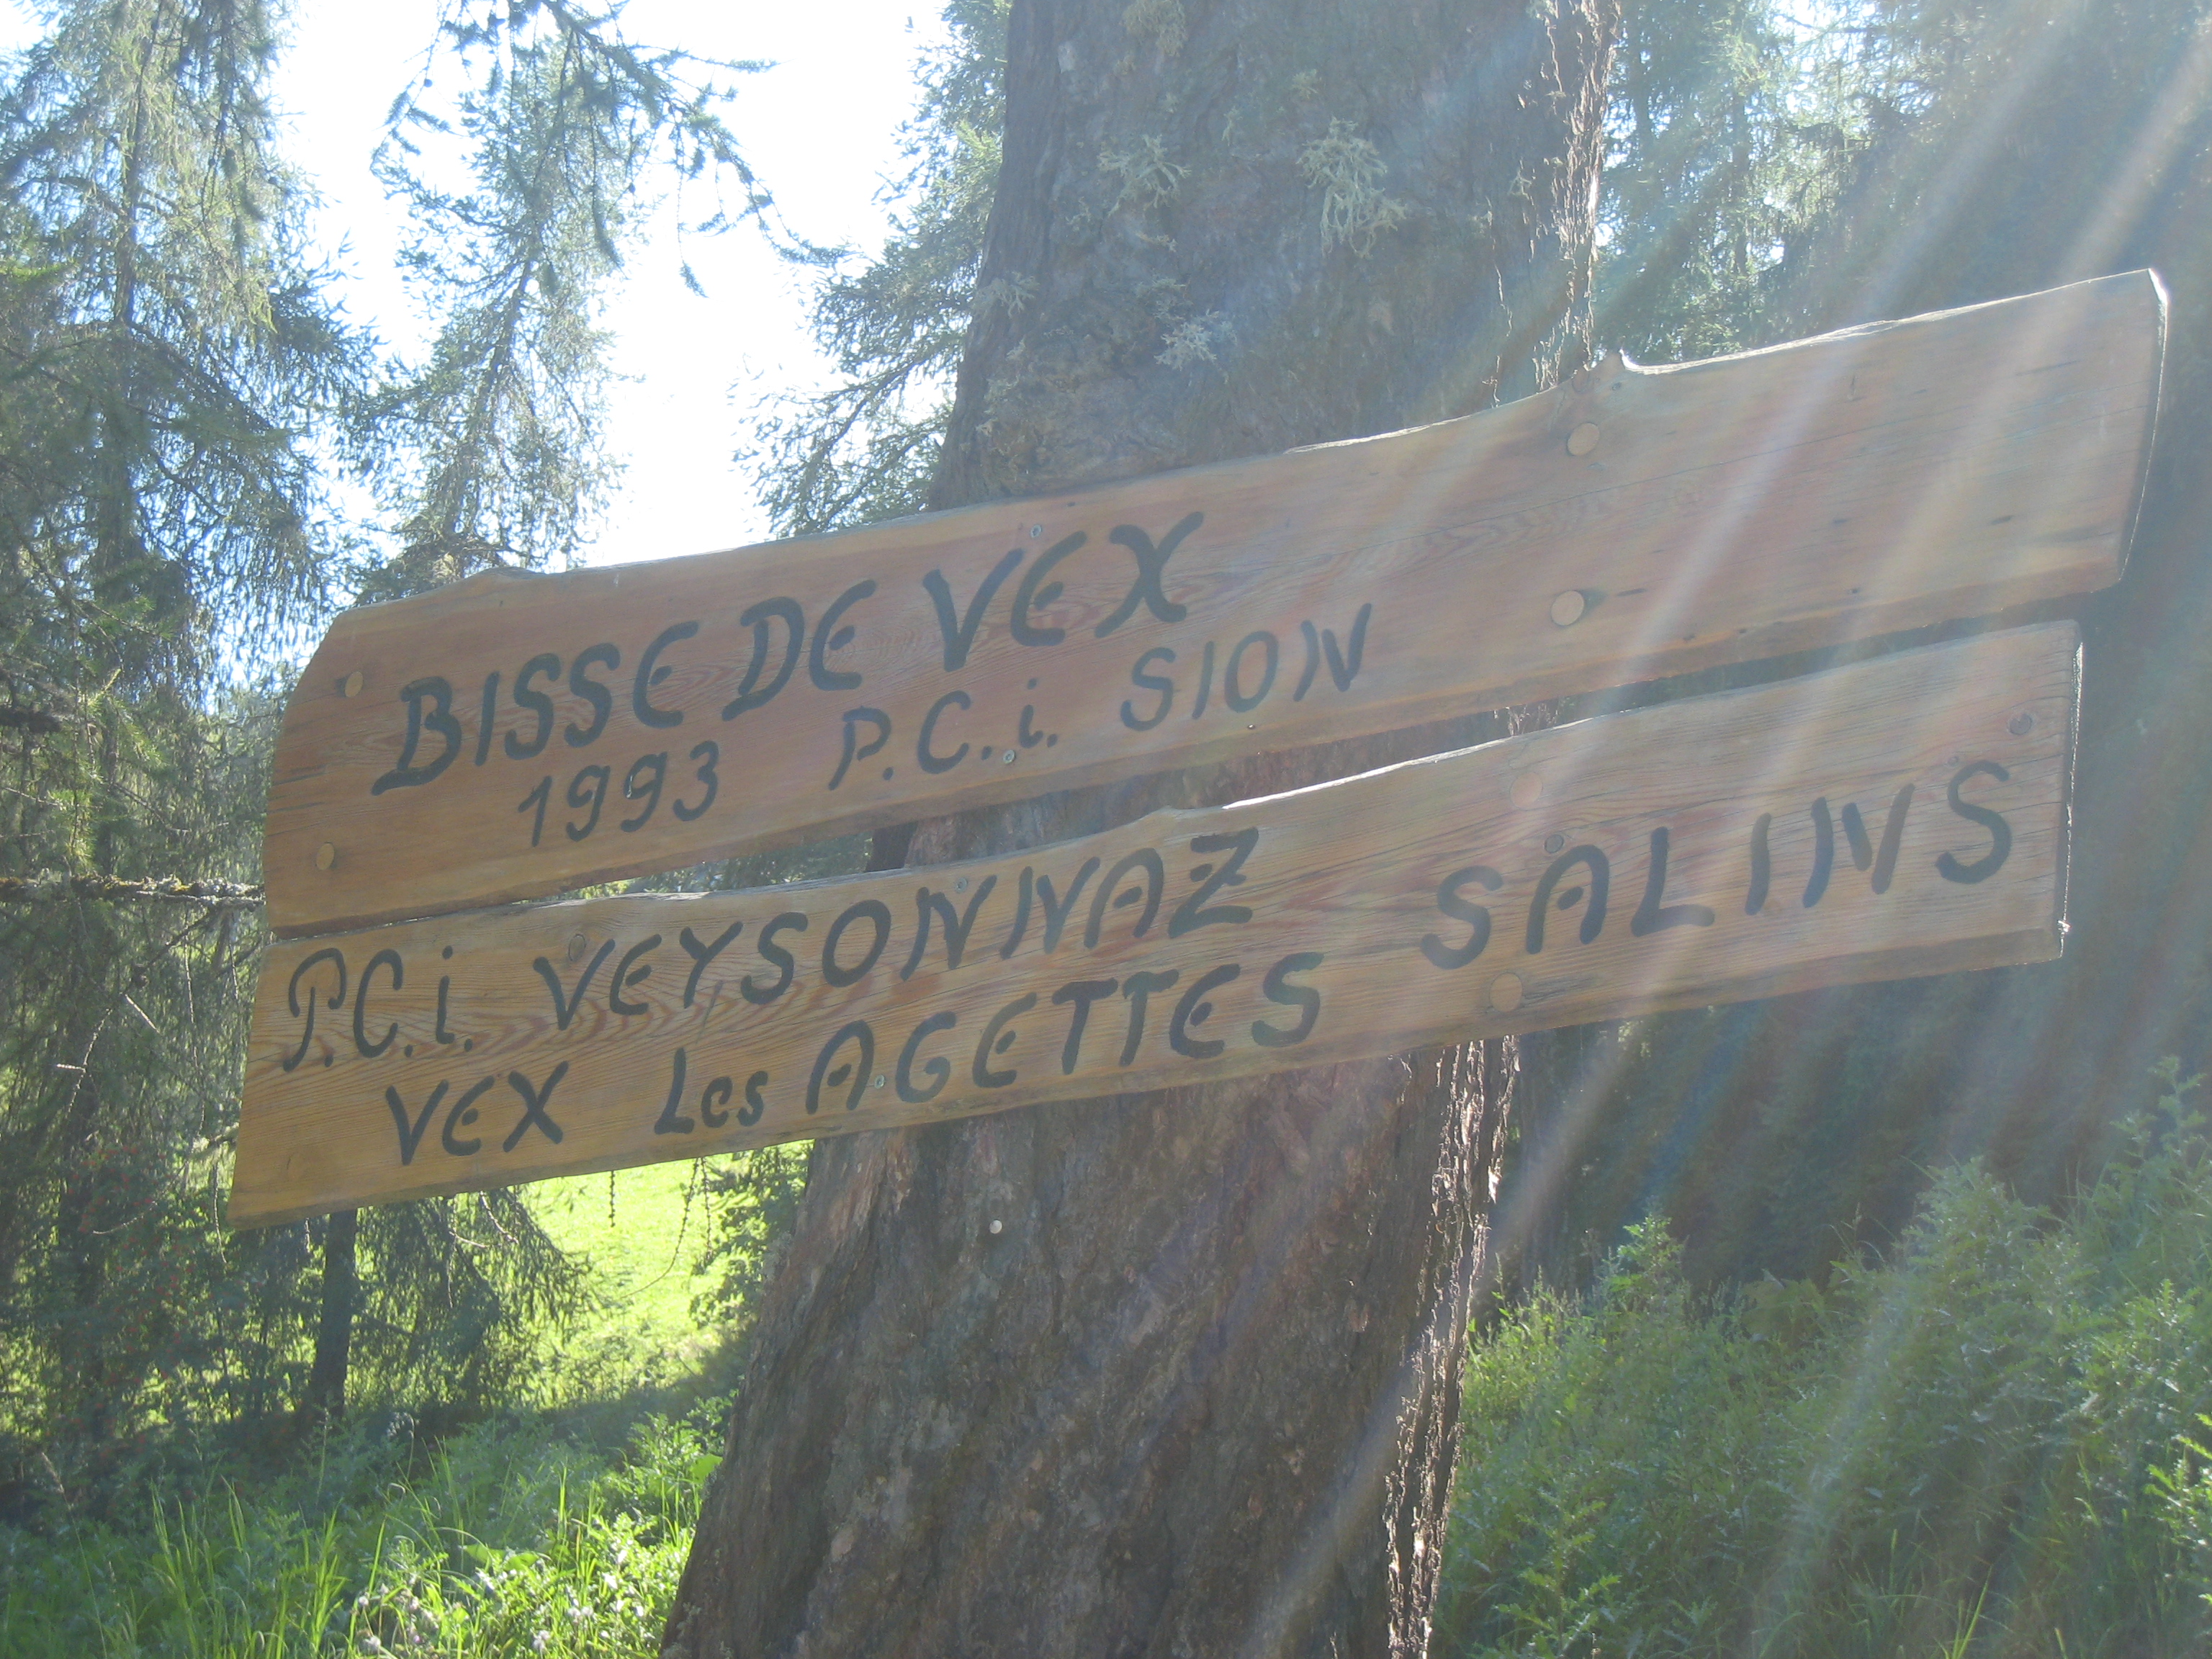 BISSE DE VEX
1993 P.C.i. SION
P.C.i. VEYSONNAZ SALINS
VEX Les AGETTES